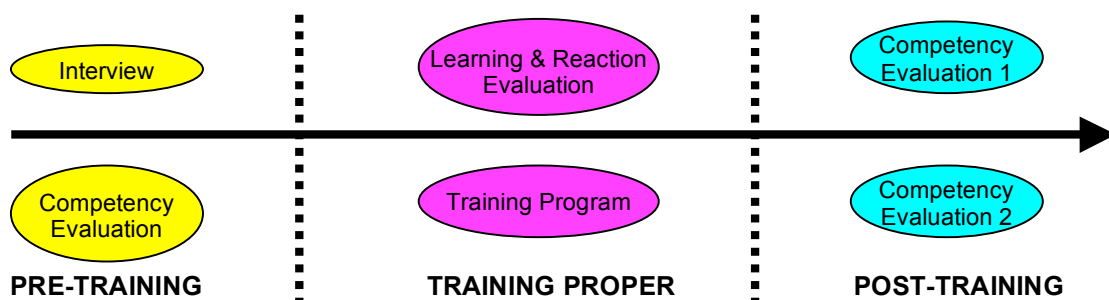 Interview
Learning & Reaction
Evaluation
Competency
Evaluation 1
Competency
Evaluation
Training Program
Competency
Evaluation 2
PRE-TRAINING
TRAINING PROPER
POST-TRAINING